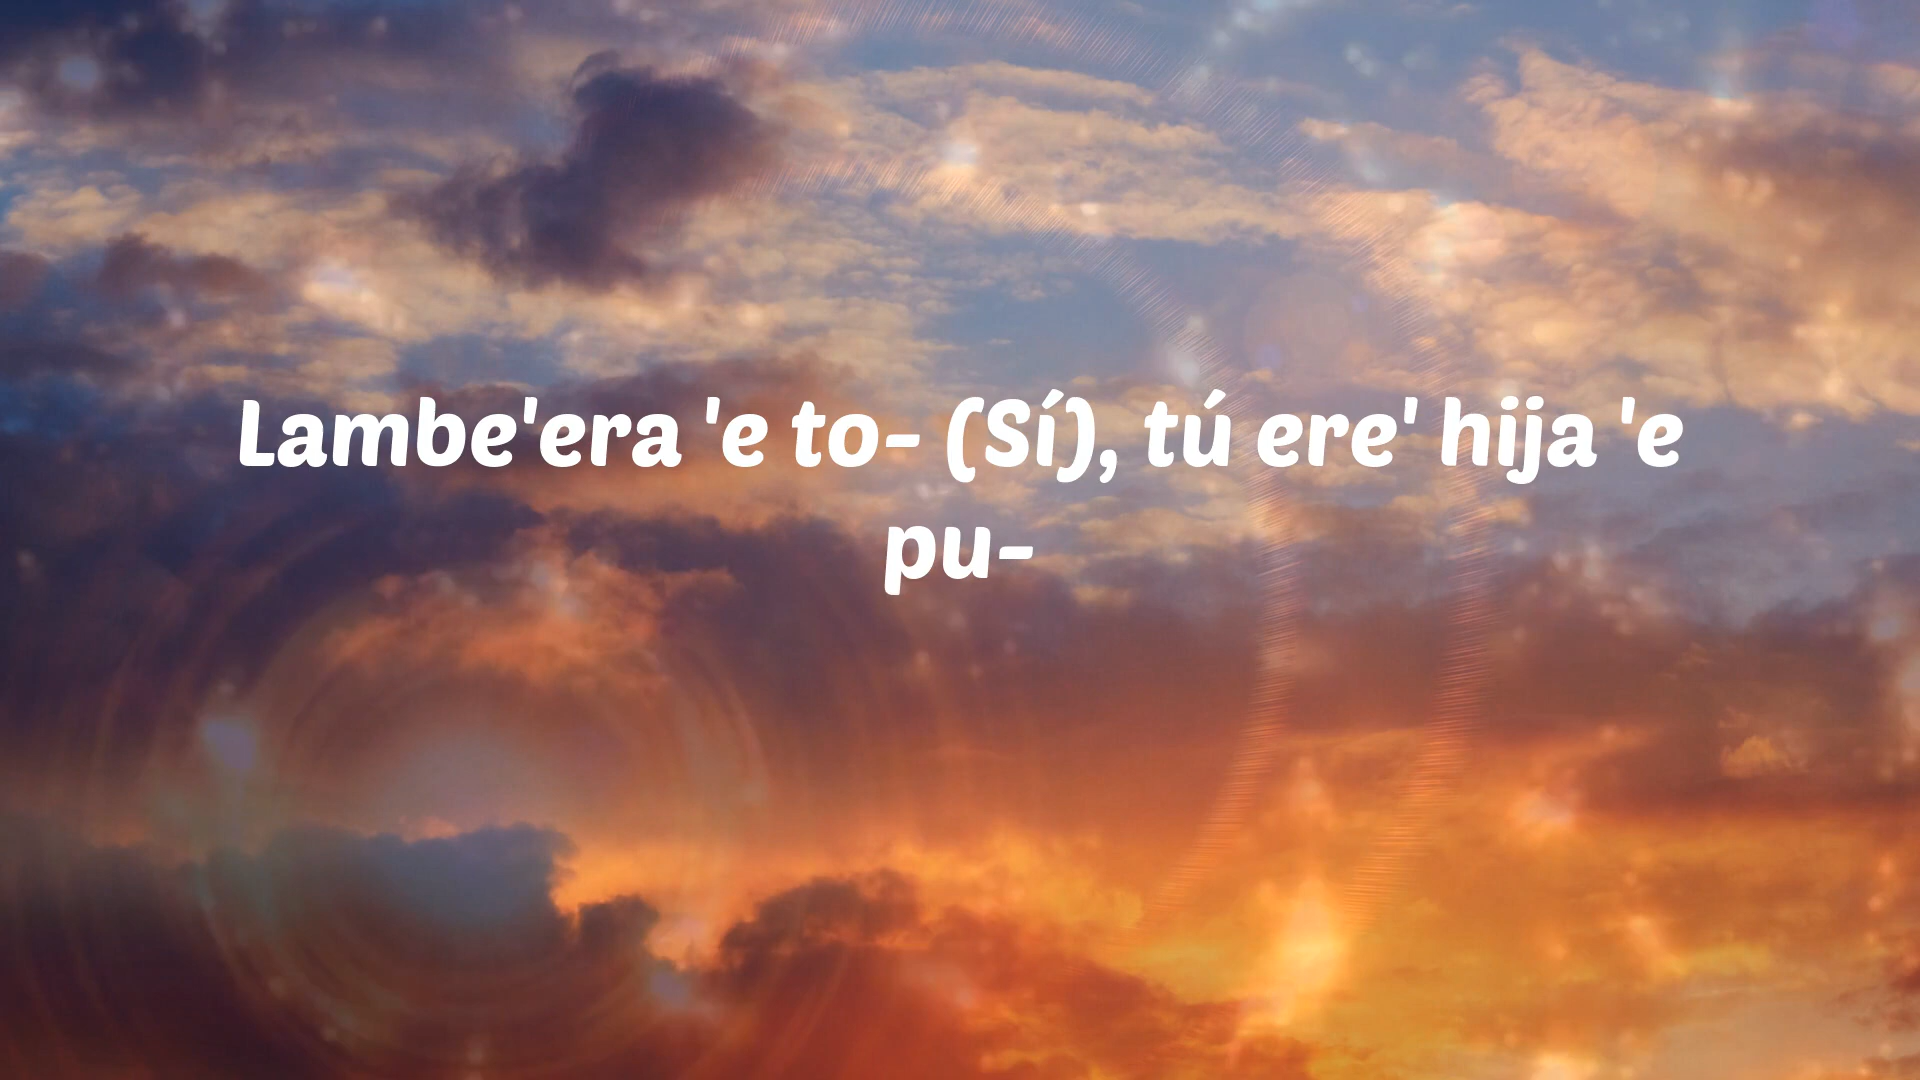 Lambe'era 'e to- (Sí), tú ere' hija 'e
pu-